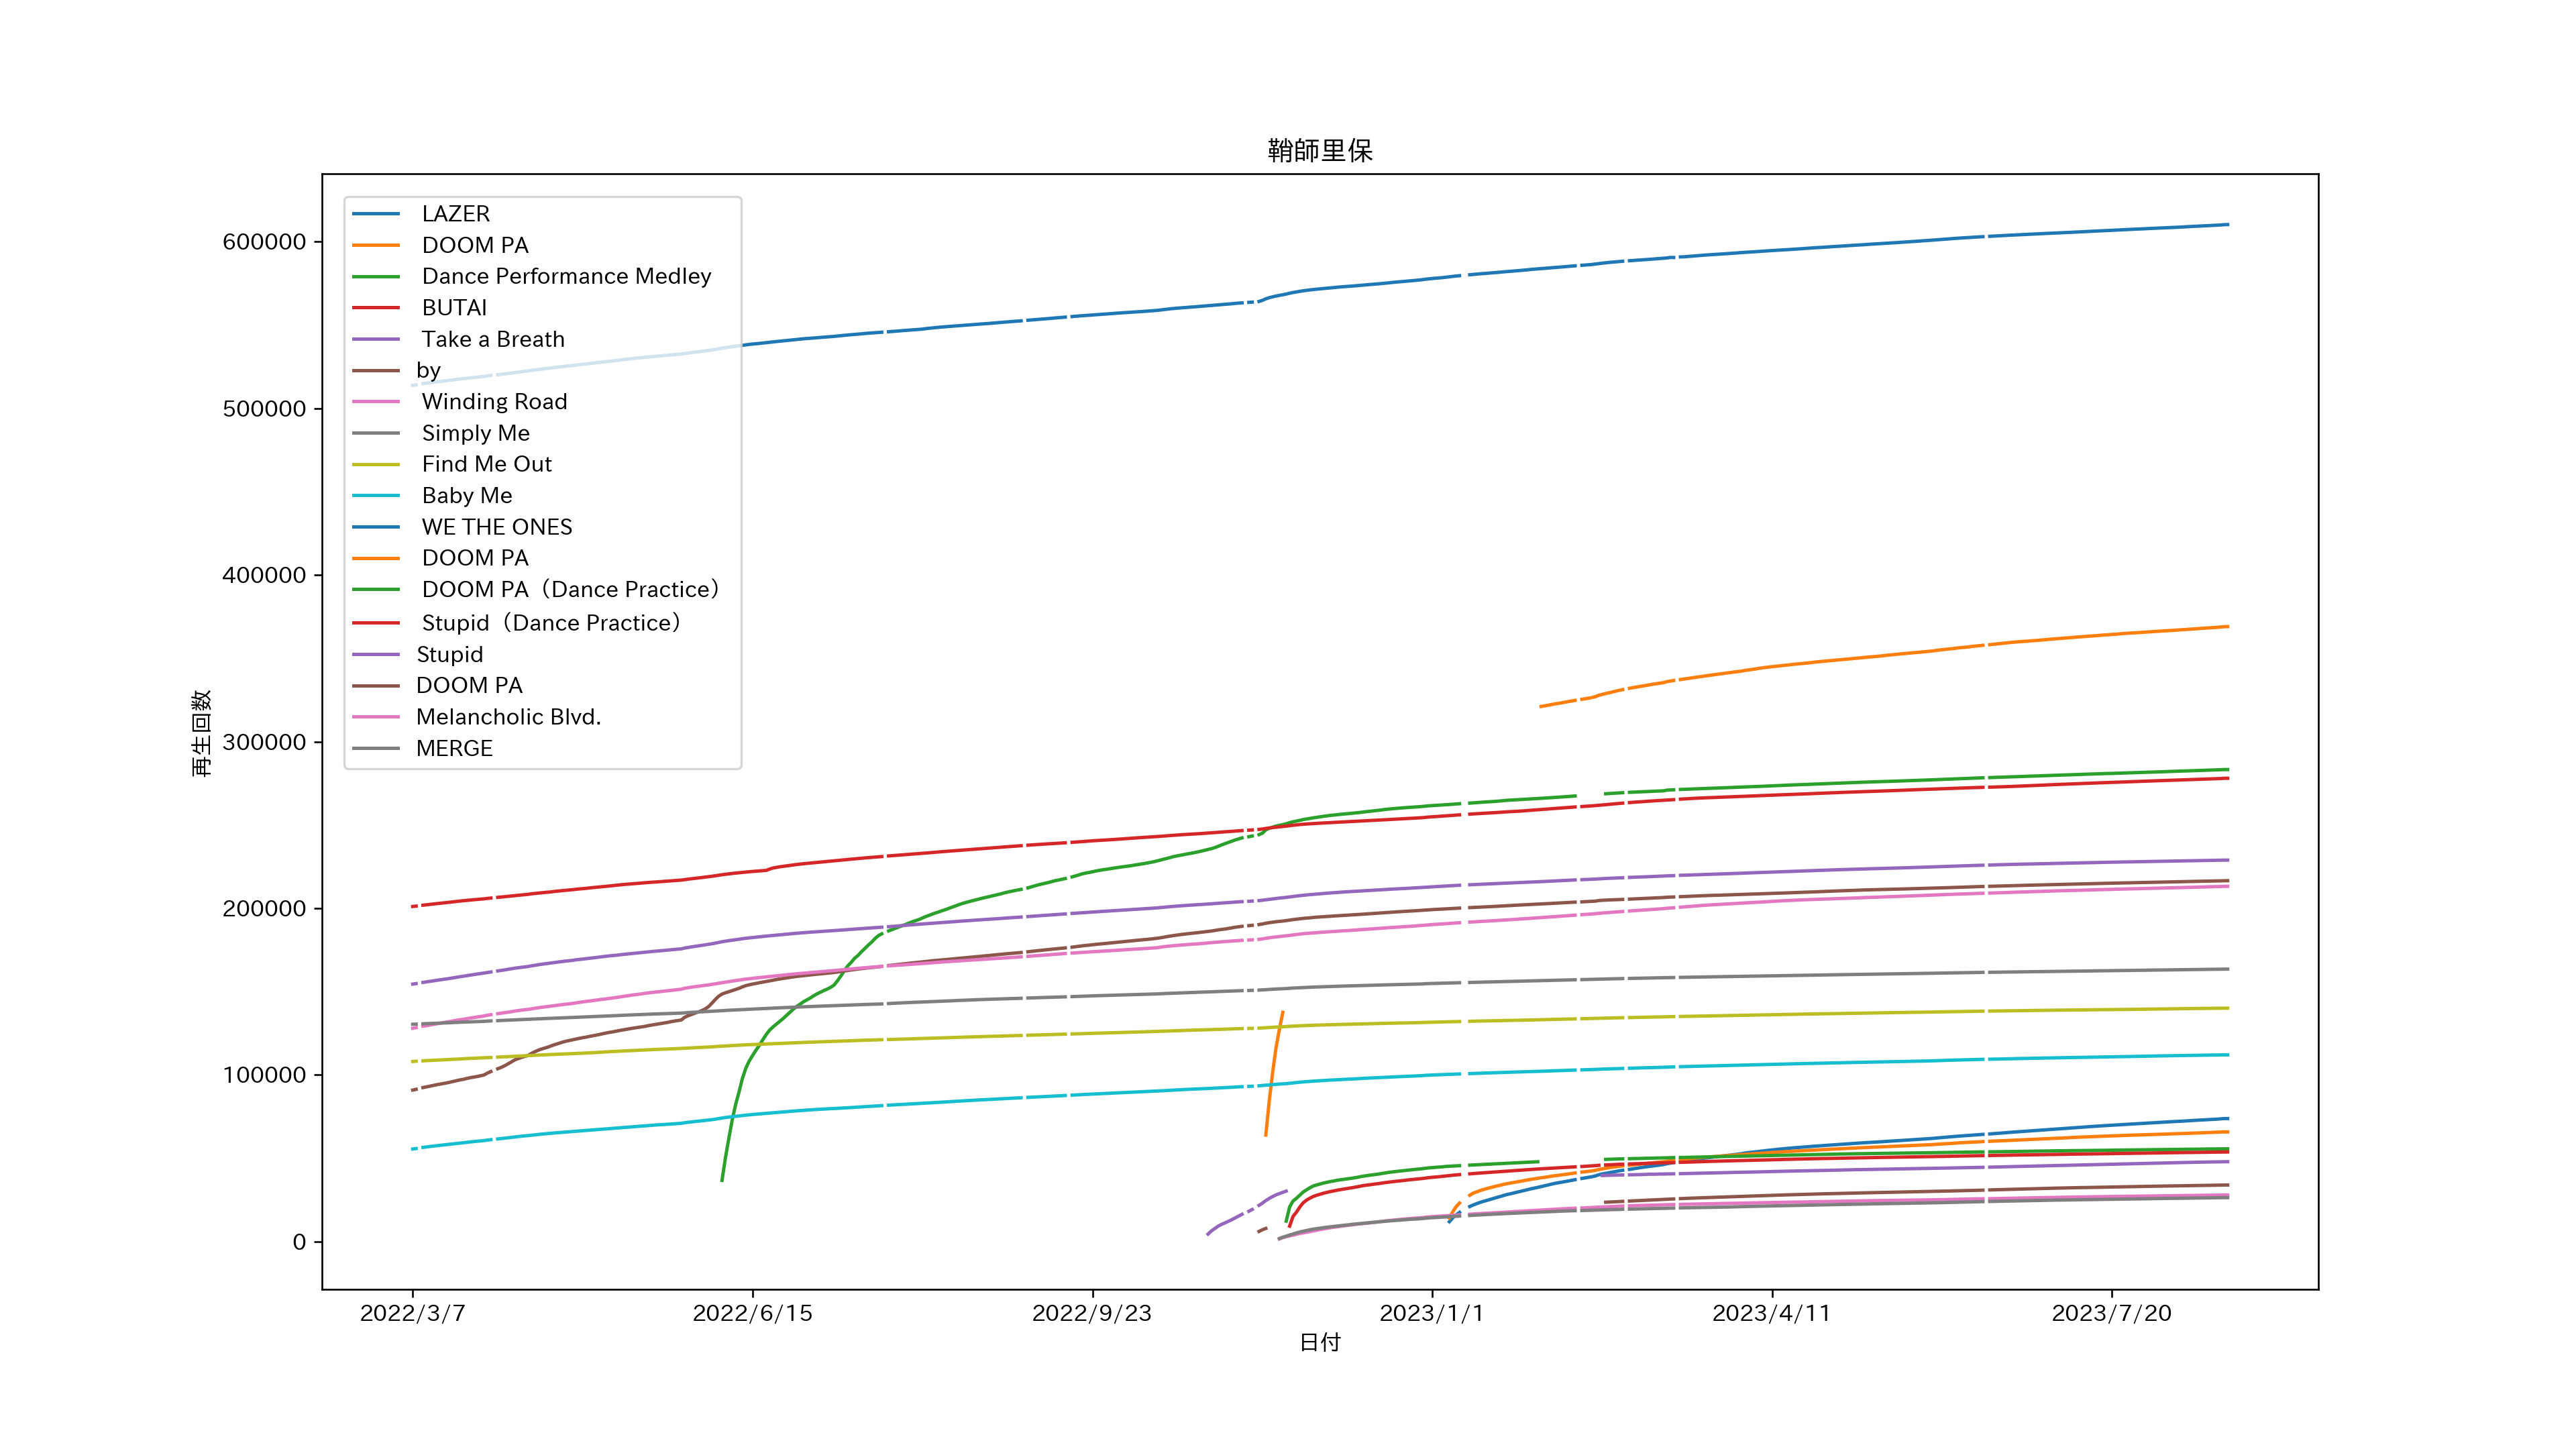 鞘師里保
LAZER
DOOM PA
Dance Performance Medley
BUTAI
Take a Breath
by
Winding Road
Simply Me
Find Me Out
Baby Me
WE THE ONES
DOOM PA
DOOM PA（Dance Practice）
Stupid（Dance Practice）
Stupid
DOOM PA
Melancholic Blvd.
MERGE
600000
500000
400000
300000
200000
100000
0
再生回数
2022/3/7 2022/6/15 2022/9/23 2023/1/1 2023/4/11 2023/7/20
日付